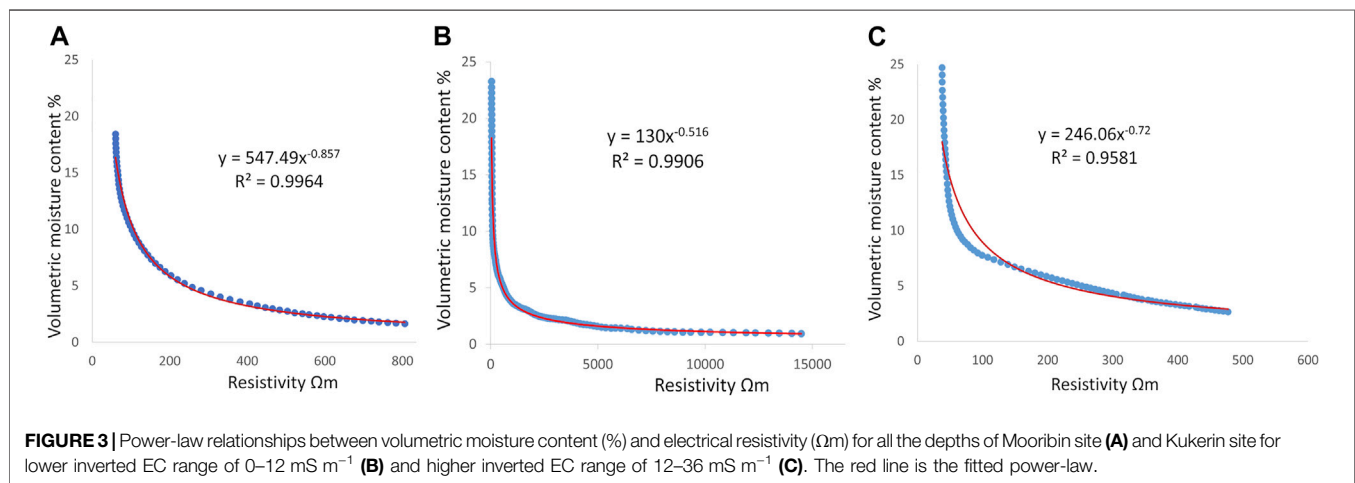 A
Volumetric moisture content %
25
20
15
10
5
0
0 200 400 600 800
Resistivity Ωm
y = 547.49x^-0.857
R² = 0.9964
B
Volumetric moisture content %
25
20
15
10
5
0
0 5000 10000 15000
Resistivity Ωm
y = 130x^-0.516
R² = 0.9906
C
Volumetric moisture content %
25
20
15
10
5
0
0 100 200 300 400 500 600
Resistivity Ωm
y = 246.06x^-0.72
R² = 0.9581
FIGURE 3 | Power-law relationships between volumetric moisture content (%) and electrical resistivity (Ωm) for all the depths of Mooribin site (A) and Kukerin site for
lower inverted EC range of 0–12 mS m⁻¹ (B) and higher inverted EC range of 12–36 mS m⁻¹ (C). The red line is the fitted power-law.